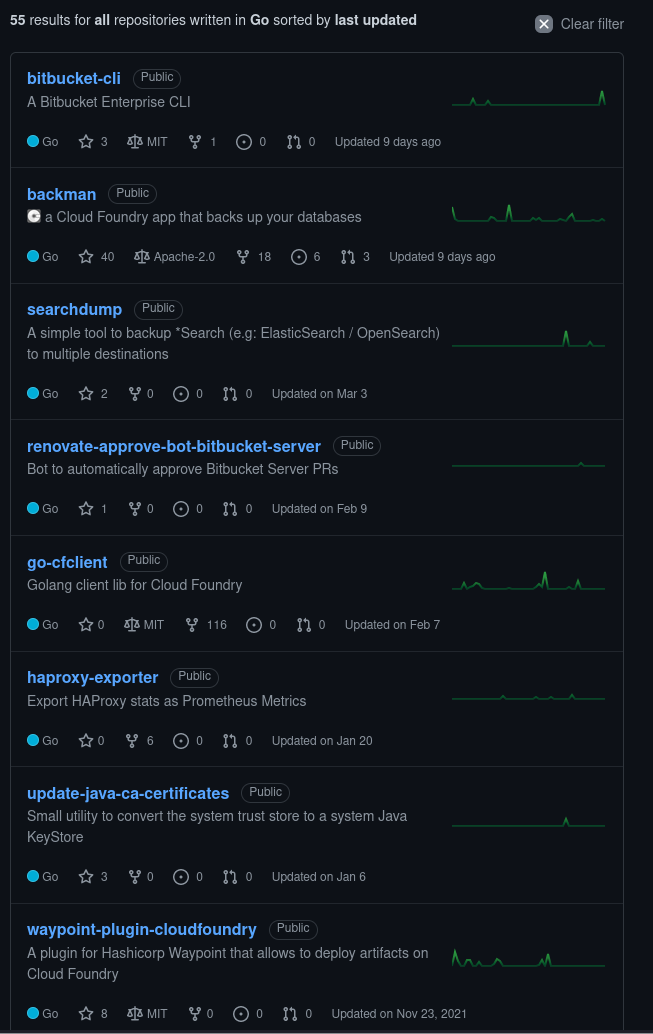 55 results for all repositories written in Go sorted by last updated
Clear filter
bitbucket-cli Public
A Bitbucket Enterprise CLI
Go 3 MIT 1 0 0 Updated 9 days ago
backman Public
a Cloud Foundry app that backs up your databases
Go 40 Apache-2.0 18 6 3 Updated 9 days ago
searchdump Public
A simple tool to backup *Search (e.g: ElasticSearch / OpenSearch)
to multiple destinations
Go 2 0 0 0 Updated on Mar 3
renovate-approve-bot-bitbucket-server Public
Bot to automatically approve Bitbucket Server PRs
Go 1 0 0 0 Updated on Feb 9
go-cfclient Public
Golang client lib for Cloud Foundry
Go 0 MIT 116 0 0 Updated on Feb 7
haproxy-exporter Public
Export HAProxy stats as Prometheus Metrics
Go 0 6 0 0 Updated on Jan 20
update-java-ca-certificates Public
Small utility to convert the system trust store to a system Java
KeyStore
Go 3 0 0 0 Updated on Jan 6
waypoint-plugin-cloudfoundry Public
A plugin for Hashicorp Waypoint that allows to deploy artifacts on
Cloud Foundry
Go 8 MIT 0 0 0 Updated on Nov 23, 2021